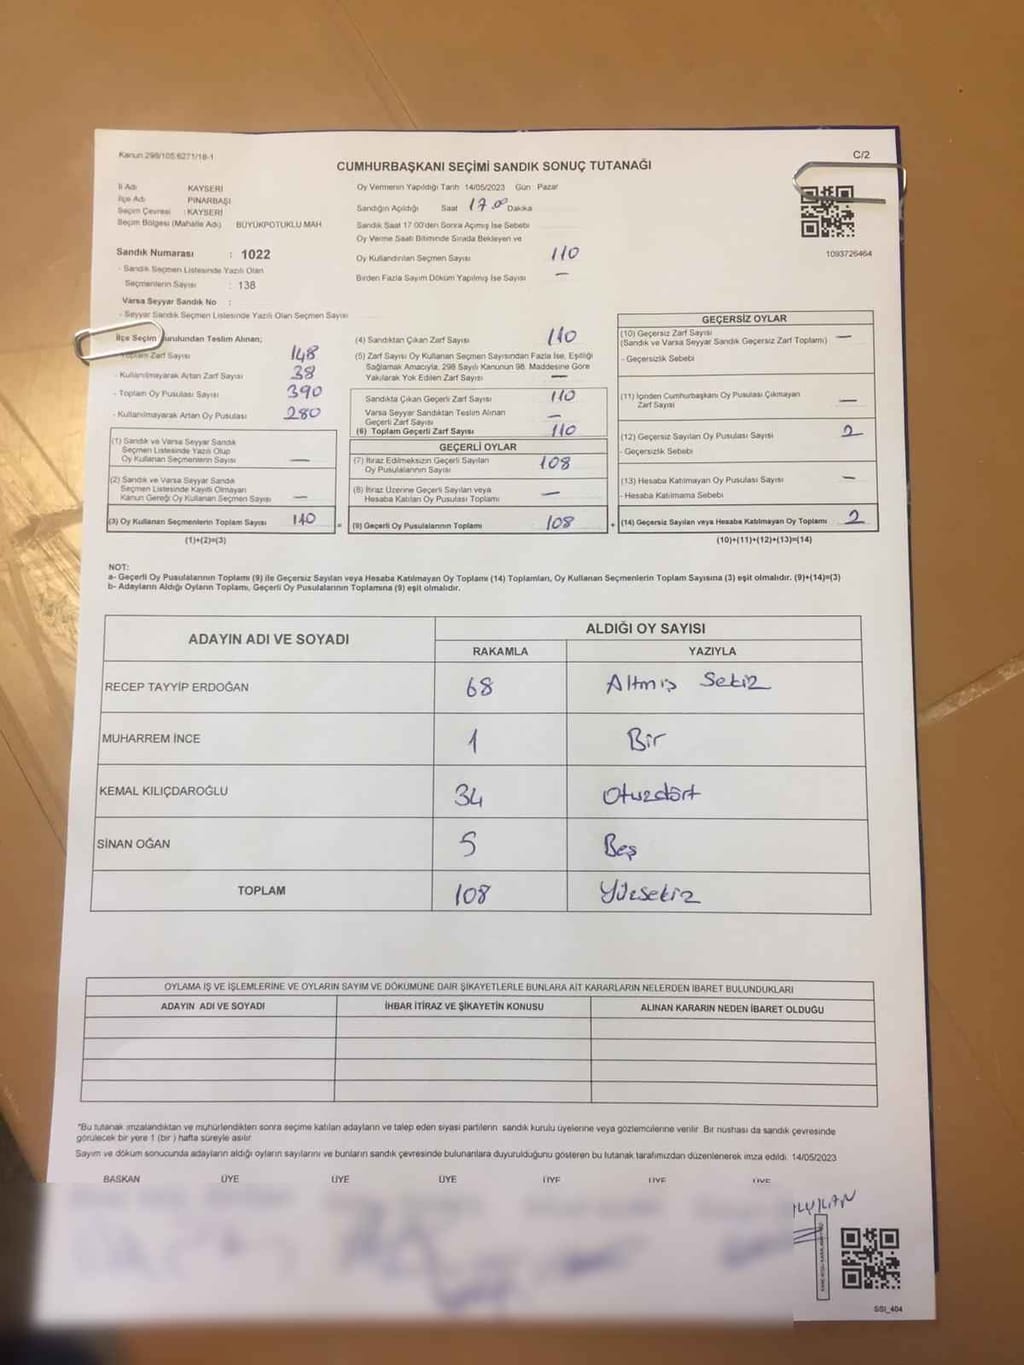 Kanun:298/105,6271/18-1
C/2
CUMHURBAŞKANI SEÇİMİ SANDIK SONUÇ TUTANAĞI
İl Adı KAYSERİ
İlçe Adı PINARBAŞI
Seçim Çevresi :KAYSERİ
Seçim Bölgesi (Mahalle Adı) BÜYÜKPOTUKLU MAH.
Sandık Numarası : 1022
- Sandık Seçmen Listesinde Yazılı Olan
Seçmenlerin Sayısı : 138
Varsa Seyyar Sandık No :
- Seyyar Sandık Seçmen Listesinde Yazılı Olan Seçmen Sayısı
Oy Vermenin Yapıldığı Tarih 14/05/2023 Gün Pazar
Sandığın Açıldığı Saat 17.00 Dakika
Sandık Saat 17:00'den Sonra Açmış İse Sebebi
Oy Verme Saati Bitiminde Sırada Bekleyen ve
Oy Kullandırılan Seçmen Sayısı 110
Birden Fazla Sayım Döküm Yapılmış İse Sayısı —
1093726464
İlçe Seçim Kurulundan Teslim Alınan;
- Toplam Zarf Sayısı 148
- Kullanılmayarak Artan Zarf Sayısı 38
- Toplam Oy Pusulası Sayısı 390
- Kullanılmayarak Artan Oy Pusulası 280
(1) Sandık ve Varsa Seyyar Sandık
Seçmen Listesinde Yazılı Olup
Oy Kullanan Seçmenlerin Sayısı —
(2) Sandık ve Varsa Seyyar Sandık
Seçmen Listesinde Kayıtlı Olmayan
Kanun Gereği Oy Kullanan Seçmen Sayısı —
(3) Oy Kullanan Seçmenlerin Toplam Sayısı 110 =
(1)+(2)=(3)
(4) Sandıktan Çıkan Zarf Sayısı 110
(5) Zarf Sayısı Oy Kullanan Seçmen Sayısından Fazla İse, Eşitliği
Sağlamak Amacıyla, 298 Sayılı Kanunun 98. Maddesine Göre
Yakılarak Yok Edilen Zarf Sayısı —
Sandıkta Çıkan Geçerli Zarf Sayısı 110
Varsa Seyyar Sandıktan Teslim Alınan
Geçerli Zarf Sayısı —
(6) Toplam Geçerli Zarf Sayısı 110
GEÇERLİ OYLAR
(7) İtiraz Edilmeksizin Geçerli Sayılan
Oy Pusulalarının Sayısı 108
(8) İtiraz Üzerine Geçerli Sayılan veya
Hesaba Katılan Oy Pusulası Toplamı —
(9) Geçerli Oy Pusulalarının Toplamı 108 +
GEÇERSİZ OYLAR
(10) Geçersiz Zarf Sayısı —
(Sandık ve Varsa Seyyar Sandık Geçersiz Zarf Toplamı)
- Geçersizlik Sebebi
(11) İçinden Cumhurbaşkanı Oy Pusulası Çıkmayan
Zarf Sayısı —
(12) Geçersiz Sayılan Oy Pusulası Sayısı 2
- Geçersizlik Sebebi
(13) Hesaba Katılmayan Oy Pusulası Sayısı —
- Hesaba Katılmama Sebebi
(14) Geçersiz Sayılan veya Hesaba Katılmayan Oy Toplamı 2
(10)+(11)+(12)+(13)=(14)
NOT:
a- Geçerli Oy Pusulalarının Toplamı (9) ile Geçersiz Sayılan veya Hesaba Katılmayan Oy Toplamı (14) Toplamları, Oy Kullanan Seçmenlerin Toplam Sayısına (3) eşit olmalıdır. (9)+(14)=(3)
b- Adayların Aldığı Oyların Toplamı, Geçerli Oy Pusulalarının Toplamına (9) eşit olmalıdır.
ADAYIN ADI VE SOYADI
ALDIĞI OY SAYISI
RAKAMLA YAZIYLA
RECEP TAYYİP ERDOĞAN 68 Altmış Sekiz
MUHARREM İNCE 1 Bir
KEMAL KILIÇDAROĞLU 34 Otuzdört
SİNAN OĞAN 5 Beş
TOPLAM 108 Yüzsekiz
OYLAMA İŞ VE İŞLEMLERİNE VE OYLARIN SAYIM VE DÖKÜMÜNE DAİR ŞİKAYETLERLE BUNLARA AİT KARARLARIN NELERDEN İBARET BULUNDUKLARI
ADAYIN ADI VE SOYADI İHBAR İTİRAZ VE ŞİKAYETİN KONUSU ALINAN KARARIN NEDEN İBARET OLDUĞU
*Bu tutanak imzalandıktan ve mühürlendikten sonra seçime katılan adayların ve talep eden siyasi partilerin sandık kurulu üyelerine veya gözlemcilerine verilir. Bir nüshası da sandık çevresinde
görülecek bir yere 1 (bir) hafta süreyle asılır.
Sayım ve döküm sonucunda adayların aldığı oyların sayılarını ve bunların sandık çevresinde bulunanlara duyurulduğunu gösteren bu tutanak tarafımızdan düzenlenerek imza edildi. 14/05/2023
BAŞKAN ÜYE ÜYE ÜYE ÜYE ÜYE ÜYE
SSI_404